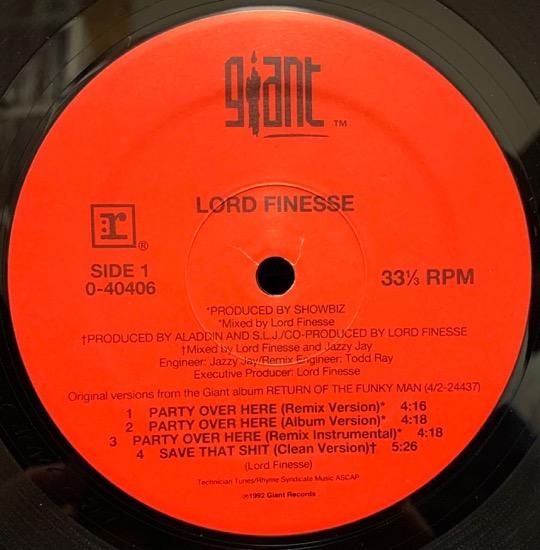 giant
™
LORD FINESSE
r
®
SIDE 1
0-40406
33⅓ RPM
*PRODUCED BY SHOWBIZ
*Mixed by Lord Finesse
†PRODUCED BY ALADDIN AND S.L.J./CO-PRODUCED BY LORD FINESSE
†Mixed by Lord Finesse and Jazzy Jay
Engineer: Jazzy Jay/Remix Engineer: Todd Ray
Executive Producer: Lord Finesse
Original versions from the Giant album RETURN OF THE FUNKY MAN (4/2-24437)
1 PARTY OVER HERE (Remix Version)* 4:16
2 PARTY OVER HERE (Album Version)* 4:18
3 PARTY OVER HERE (Remix Instrumental)* 4:18
4 SAVE THAT SHIT (Clean Version)† 5:26
(Lord Finesse)
Technician Tunes/Rhyme Syndicate Music ASCAP
℗1992 Giant Records